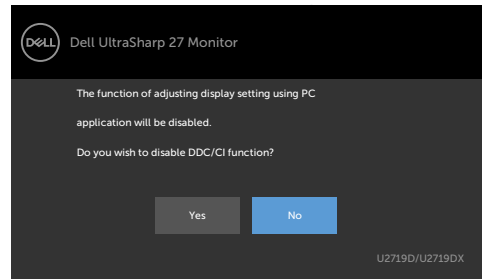 DELL
Dell UltraSharp 27 Monitor
The function of adjusting display setting using PC
application will be disabled.
Do you wish to disable DDC/CI function?
Yes
No
U2719D/U2719DX